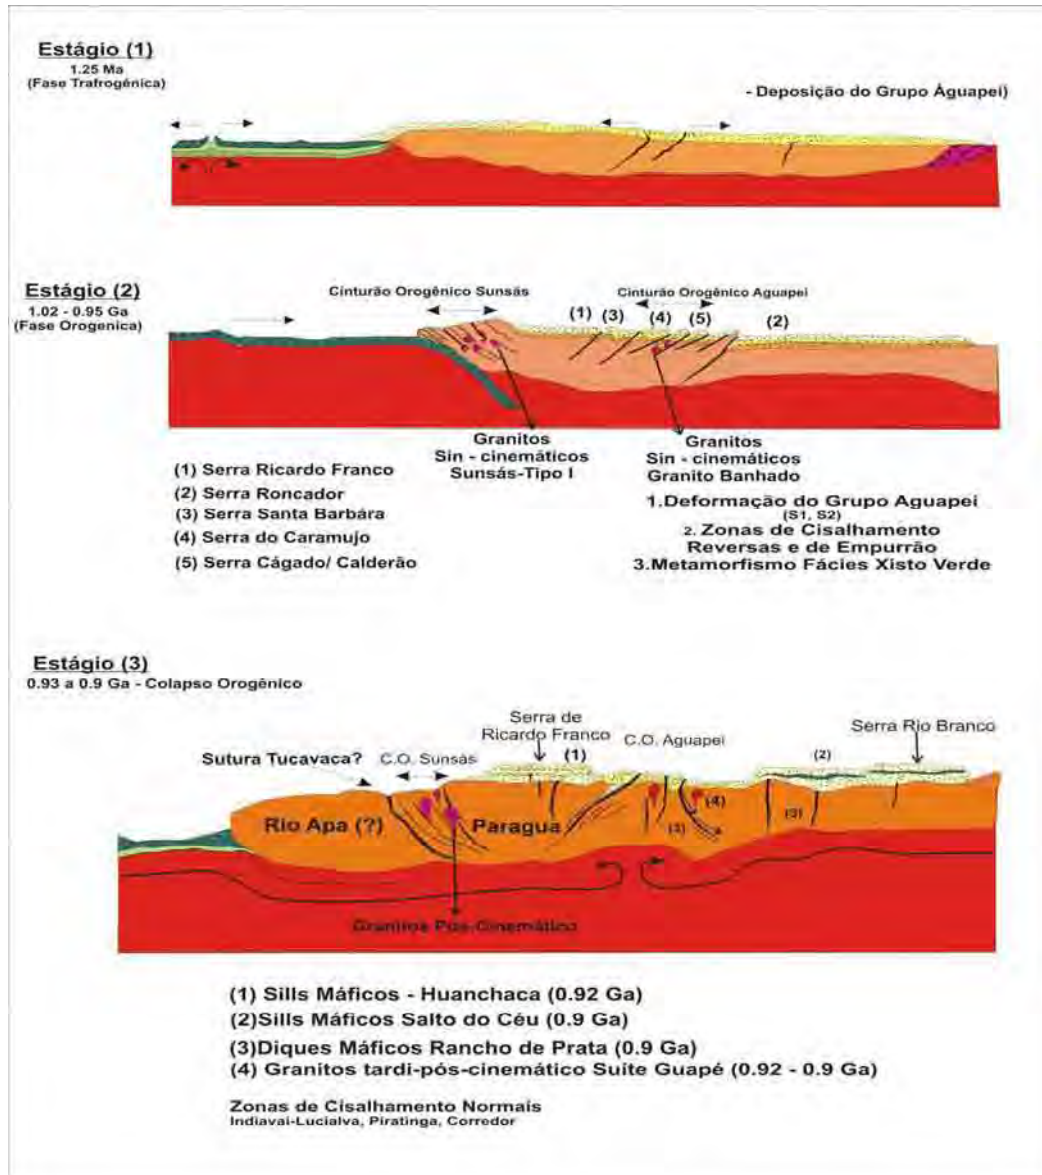 Estágio (1)
1.25 Ma
(Fase Trafrogênica)
- Deposição do Grupo Águapei)
Estágio (2)
1.02 - 0.95 Ga
(Fase Orogenica)
Cinturão Orogênico Sunsás
Cinturão Orogênico Aguapei
(1) (3) (4) (5) (2)
Granitos
Sin - cinemáticos
Sunsás-Tipo I
Granitos
Sin - cinemáticos
Granito Banhado
(1) Serra Ricardo Franco
(2) Serra Roncador
(3) Serra Santa Barbára
(4) Serra do Caramujo
(5) Serra Cágado/ Calderão
1.Deformação do Grupo Aguapei
(S1, S2)
2. Zonas de Cisalhamento
Reversas e de Empurrão
3.Metamorfismo Fácies Xisto Verde
Estágio (3)
0.93 a 0.9 Ga - Colapso Orogênico
Sutura Tucavaca?
C.O. Sunsás
Serra de
Ricardo Franco
(1)
C.O. Aguapei
(2)
Serra Rio Branco
Rio Apa (?)
Paragua
(3)
(4)
(3)
Granitos Pós-Cinemático
(1) Sills Máficos - Huanchaca (0.92 Ga)
(2)Sills Máficos Salto do Céu (0.9 Ga)
(3)Diques Máficos Rancho de Prata (0.9 Ga)
(4) Granitos tardi-pós-cinemático Suíte Guapé (0.92 - 0.9 Ga)
Zonas de Cisalhamento Normais
Indiavai-Lucialva, Piratinga, Corredor